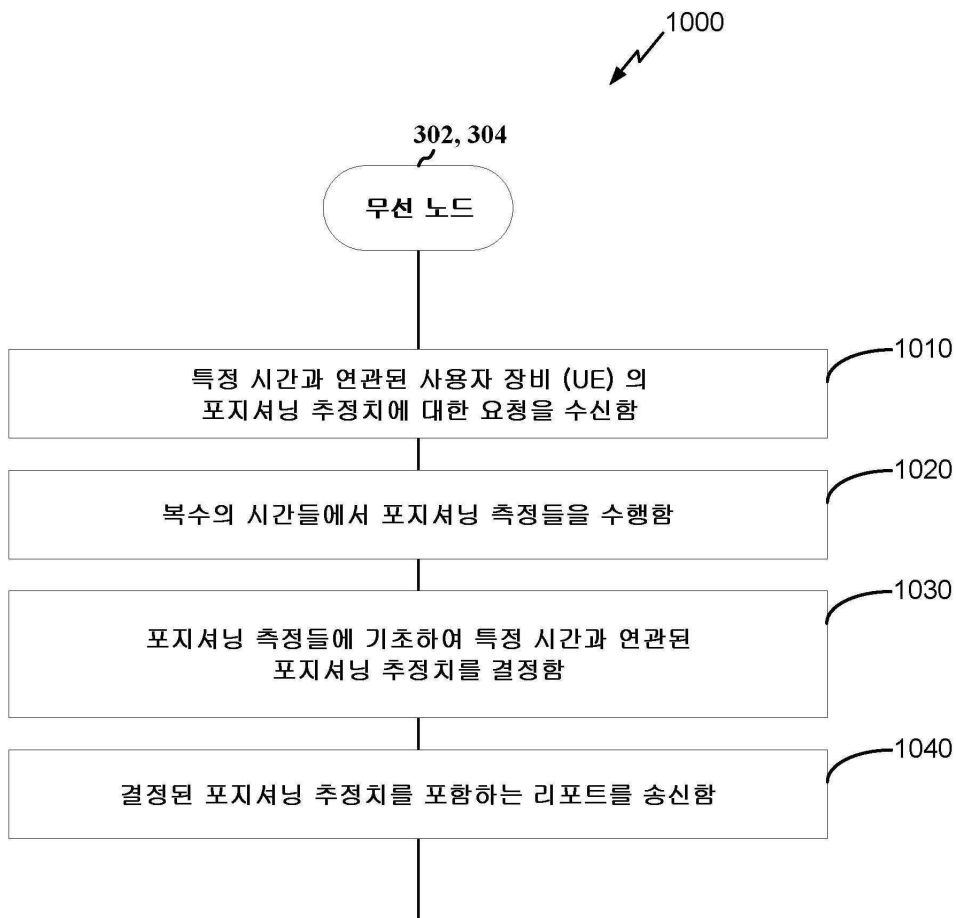 1000
302, 304
무선 노드
1010
특정 시간과 연관된 사용자 장비 (UE) 의
포지셔닝 추정치에 대한 요청을 수신함
1020
복수의 시간들에서 포지셔닝 측정들을 수행함
1030
포지셔닝 측정들에 기초하여 특정 시간과 연관된
포지셔닝 추정치를 결정함
1040
결정된 포지셔닝 추정치를 포함하는 리포트를 송신함